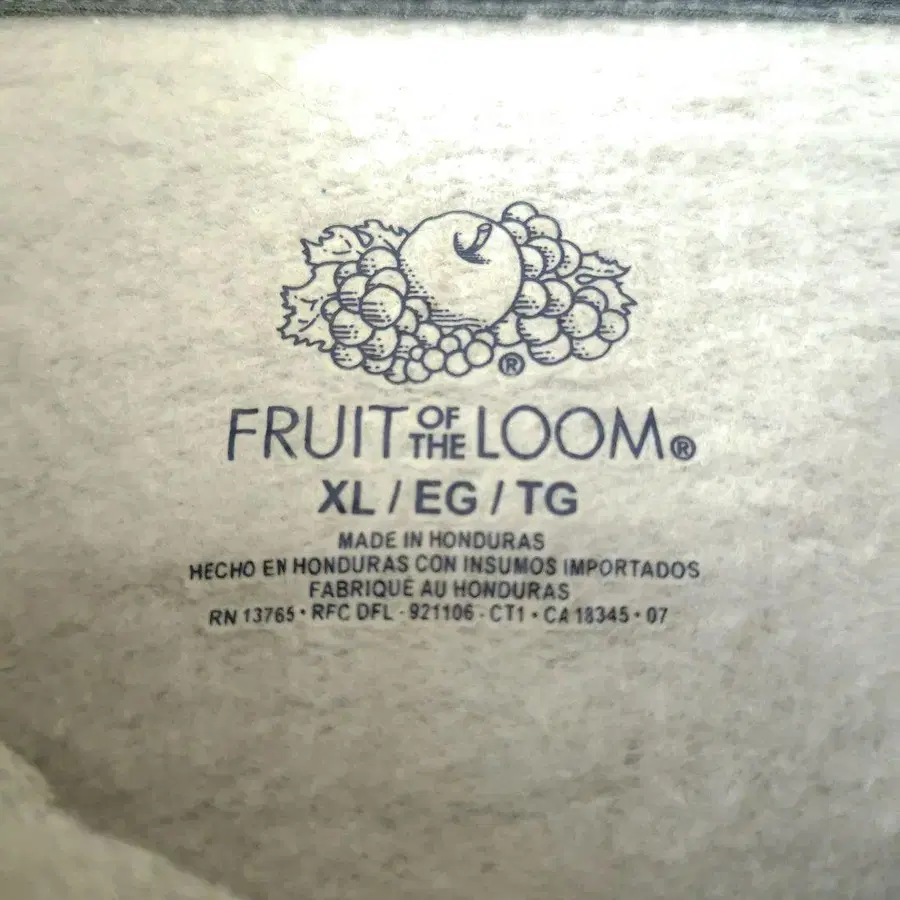 ®
FRUIT OF THE LOOM®
XL / EG / TG
MADE IN HONDURAS
HECHO EN HONDURAS CON INSUMOS IMPORTADOS
FABRIQUE AU HONDURAS
RN 13765 • RFC DFL - 921106 - CT1 • CA 18345 • 07